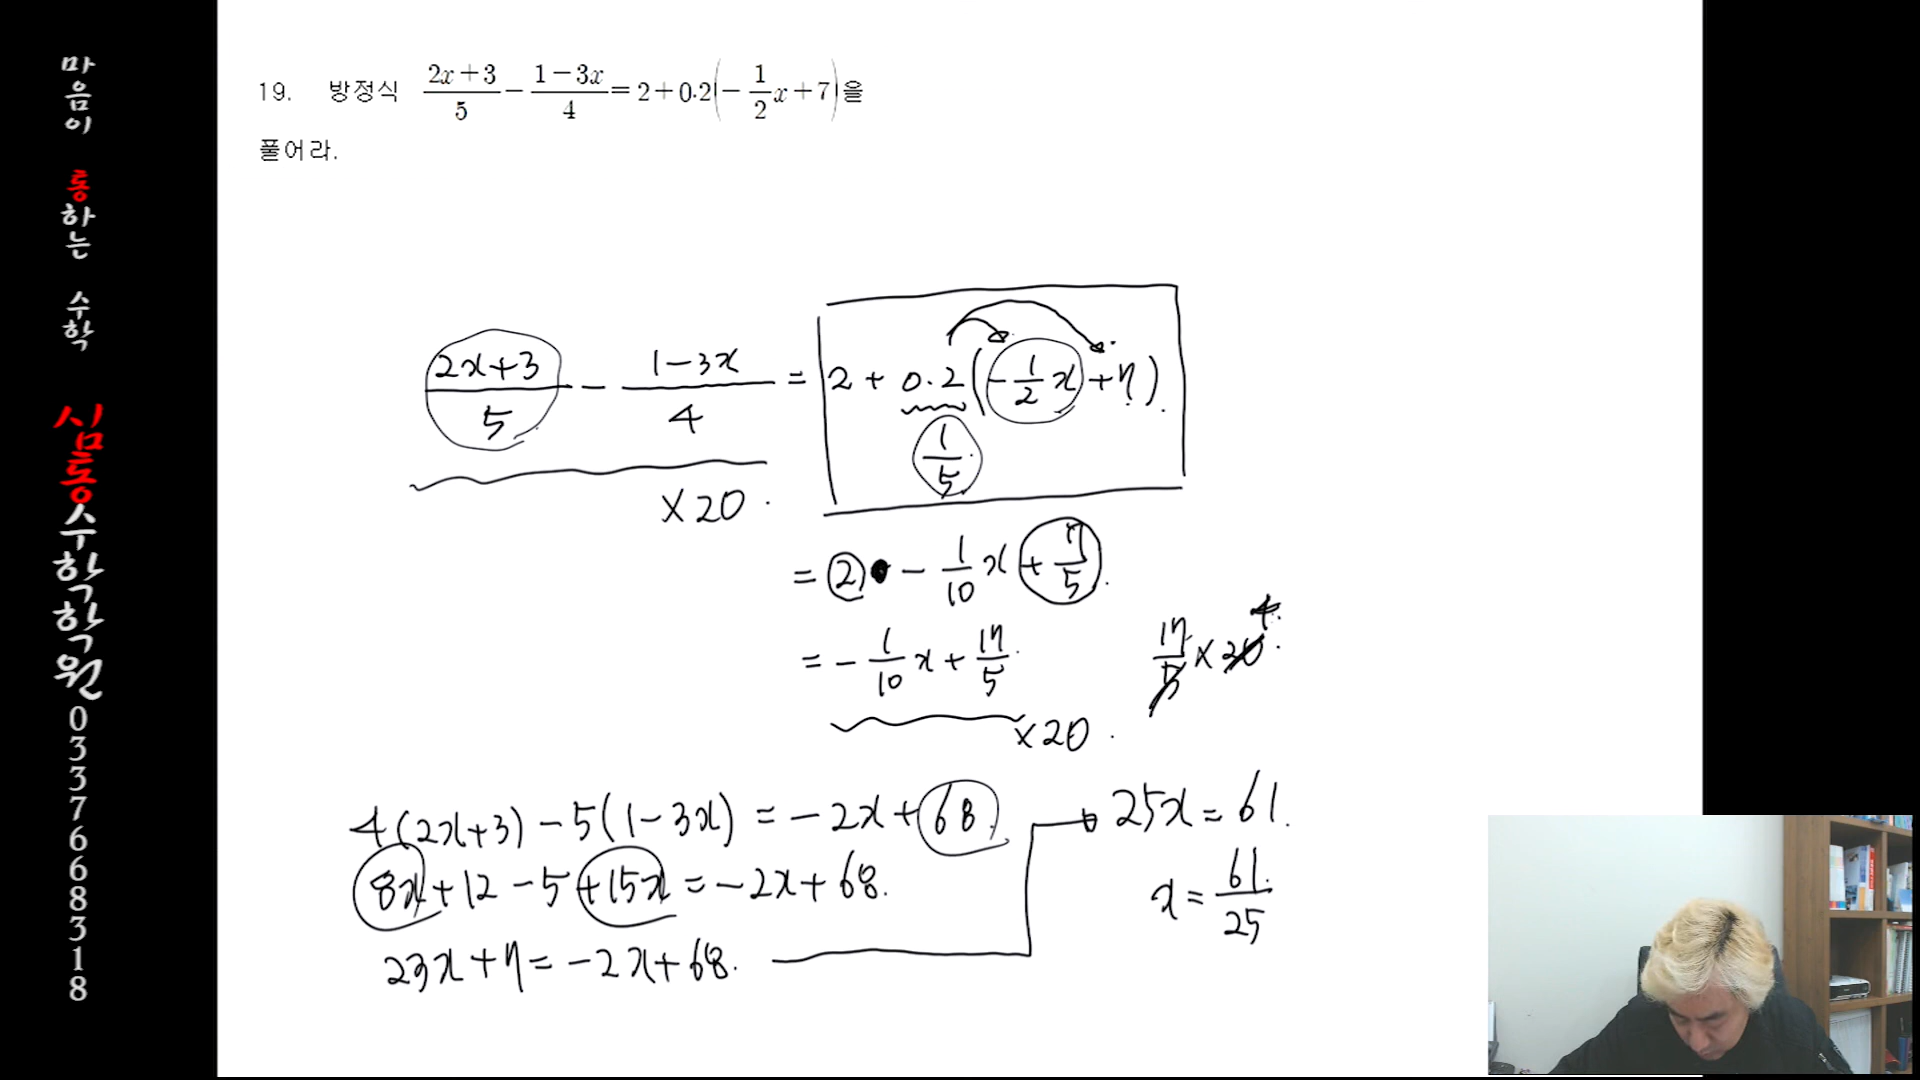 마음이 통하는 수학 심통수학학원 0337668318
19. 방정식 (2x+3)/5 - (1-3x)/4 = 2+0.2(-1/2 x+7)을
풀어라.
(2x+3)/5 - (1-3x)/4 = 2+0.2(-1/2 x+7)
1/5
×20
= 2 - 1/10 x + 7/5
= -1/10 x + 17/5
17/5 × 20 4
×20
4(2x+3) - 5(1-3x) = -2x+68
8x+12-5+15x = -2x+68
23x+7 = -2x+68
25x = 61
x = 61/25